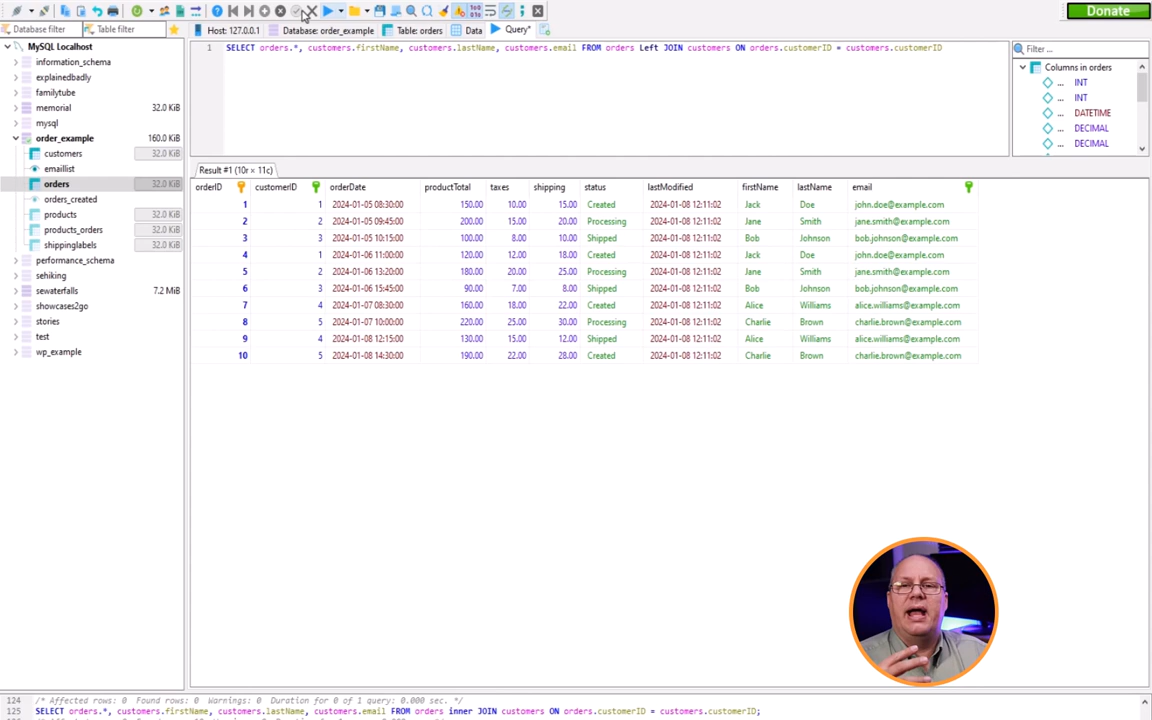 Donate
Database filter
Table filter
Host: 127.0.0.1
Database: order_example
Table: orders
Data
Query*
MySQL Localhost
information_schema
explainedbadly
familytube
memorial 32.0 KiB
mysql
order_example 160.0 KiB
customers 32.0 KiB
emaillist
orders 32.0 KiB
orders_created
products 32.0 KiB
products_orders 32.0 KiB
shippinglabels 32.0 KiB
performance_schema
sehiking
sewaterfalls 7.2 MiB
showcases2go
stories
test
wp_example
1 SELECT orders.*, customers.firstName, customers.lastName, customers.email FROM orders Left JOIN customers ON orders.customerID = customers.customerID
Filter ...
Columns in orders
... INT
... INT
... DATETIME
... DECIMAL
... DECIMAL
Result #1 (10r × 11c)
orderID customerID orderDate productTotal taxes shipping status lastModified firstName lastName email
1 1 2024-01-05 08:30:00 150.00 10.00 15.00 Created 2024-01-08 12:11:02 Jack Doe john.doe@example.com
2 2 2024-01-05 09:45:00 200.00 15.00 20.00 Processing 2024-01-08 12:11:02 Jane Smith jane.smith@example.com
3 3 2024-01-05 10:15:00 100.00 8.00 10.00 Shipped 2024-01-08 12:11:02 Bob Johnson bob.johnson@example.com
4 1 2024-01-06 11:00:00 120.00 12.00 18.00 Created 2024-01-08 12:11:02 Jack Doe john.doe@example.com
5 2 2024-01-06 13:20:00 180.00 20.00 25.00 Processing 2024-01-08 12:11:02 Jane Smith jane.smith@example.com
6 3 2024-01-06 15:45:00 90.00 7.00 8.00 Shipped 2024-01-08 12:11:02 Bob Johnson bob.johnson@example.com
7 4 2024-01-07 08:30:00 160.00 18.00 22.00 Created 2024-01-08 12:11:02 Alice Williams alice.williams@example.com
8 5 2024-01-07 10:00:00 220.00 25.00 30.00 Processing 2024-01-08 12:11:02 Charlie Brown charlie.brown@example.com
9 4 2024-01-08 12:15:00 130.00 15.00 12.00 Shipped 2024-01-08 12:11:02 Alice Williams alice.williams@example.com
10 5 2024-01-08 14:30:00 190.00 22.00 28.00 Created 2024-01-08 12:11:02 Charlie Brown charlie.brown@example.com
124 /* Affected rows: 0 Found rows: 0 Warnings: 0 Duration for 0 of 1 query: 0.000 sec. */
125 SELECT orders.*, customers.firstName, customers.lastName, customers.email FROM orders inner JOIN customers ON orders.customerID = customers.customerID;